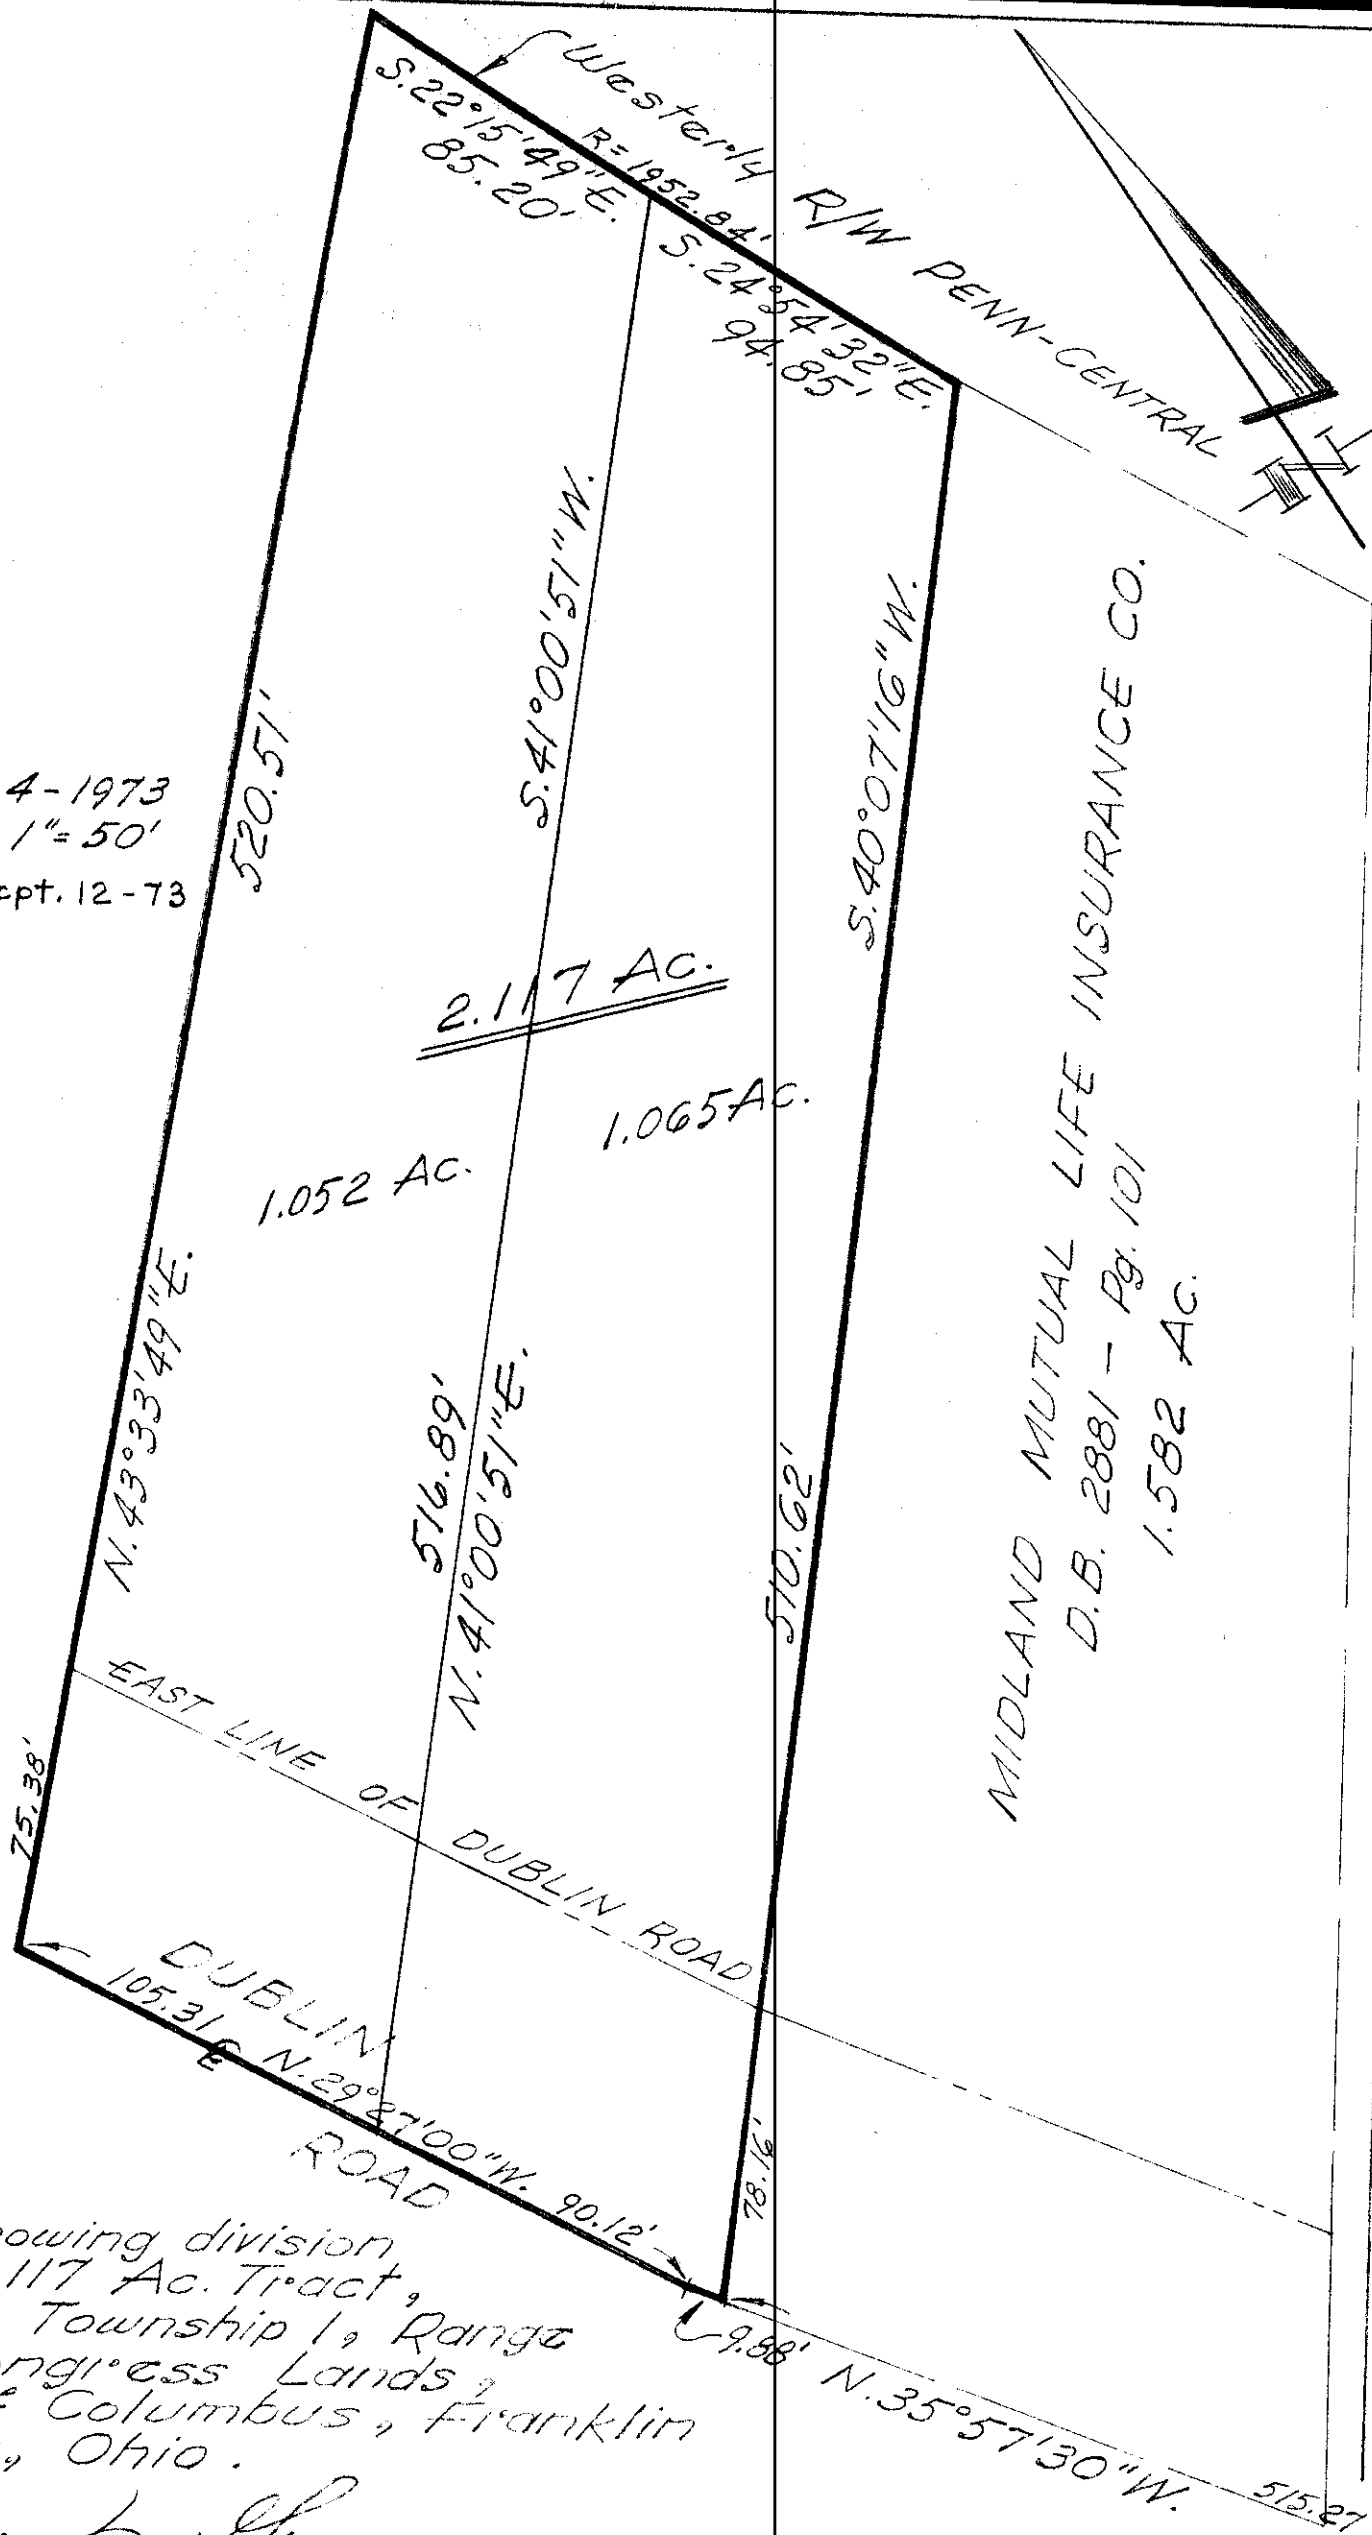 Westerly R/W PENN-CENTRAL
S.22°15'49"E.
85.20'
R=1952.84'
S.24°54'32"E.
94.85'
N
4-1973
1"=50'
ept. 12-73
520.51'
N.43°33'49"E.
75.38'
S.41°00'51"W.
516.89'
N.41°00'51"E.
S.40°07'16"W.
510.62'
78.16'
2.117 Ac.
1.052 Ac.
1.065 Ac.
MIDLAND MUTUAL LIFE INSURANCE CO.
D.B. 2881 - Pg. 101
1.582 Ac.
EAST LINE OF DUBLIN ROAD
DUBLIN
ROAD
105.31
N.29°27'00"W.
90.12'
9.88'
N.35°57'30"W.
515.27
owing division
117 Ac. Tract,
Township 1, Range
ngress Lands,
f Columbus, Franklin
, Ohio.